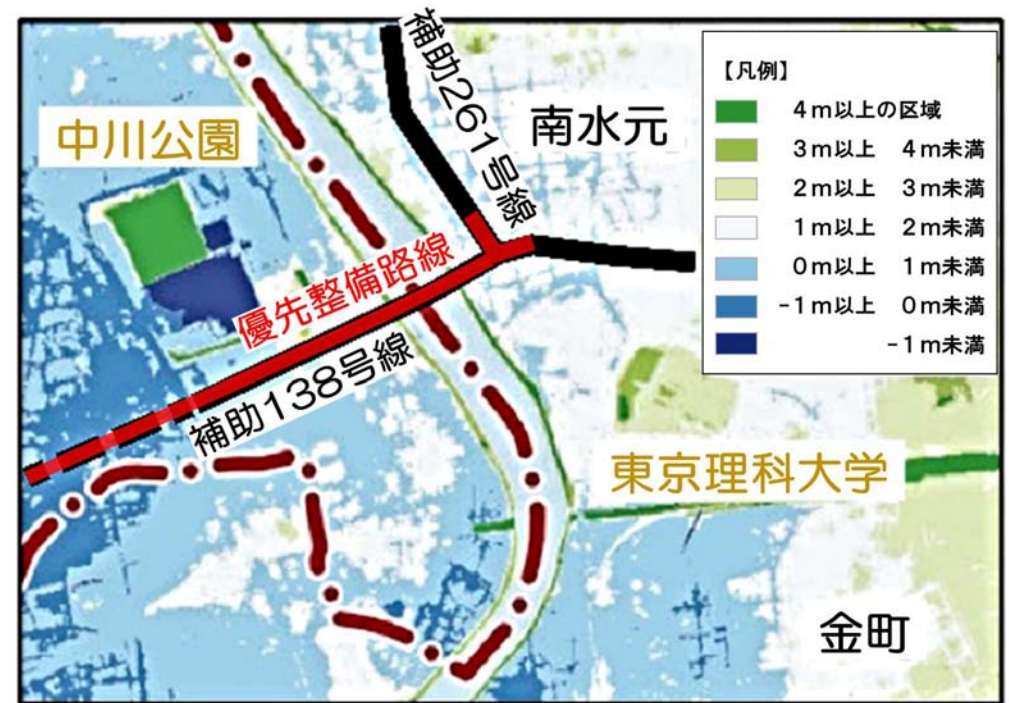 補助261号線
南水元
中川公園
優先整備路線
補助138号線
東京理科大学
金町
【凡例】
4m以上の区域
3m以上 4m未満
2m以上 3m未満
1m以上 2m未満
0m以上 1m未満
-1m以上 0m未満
-1m未満